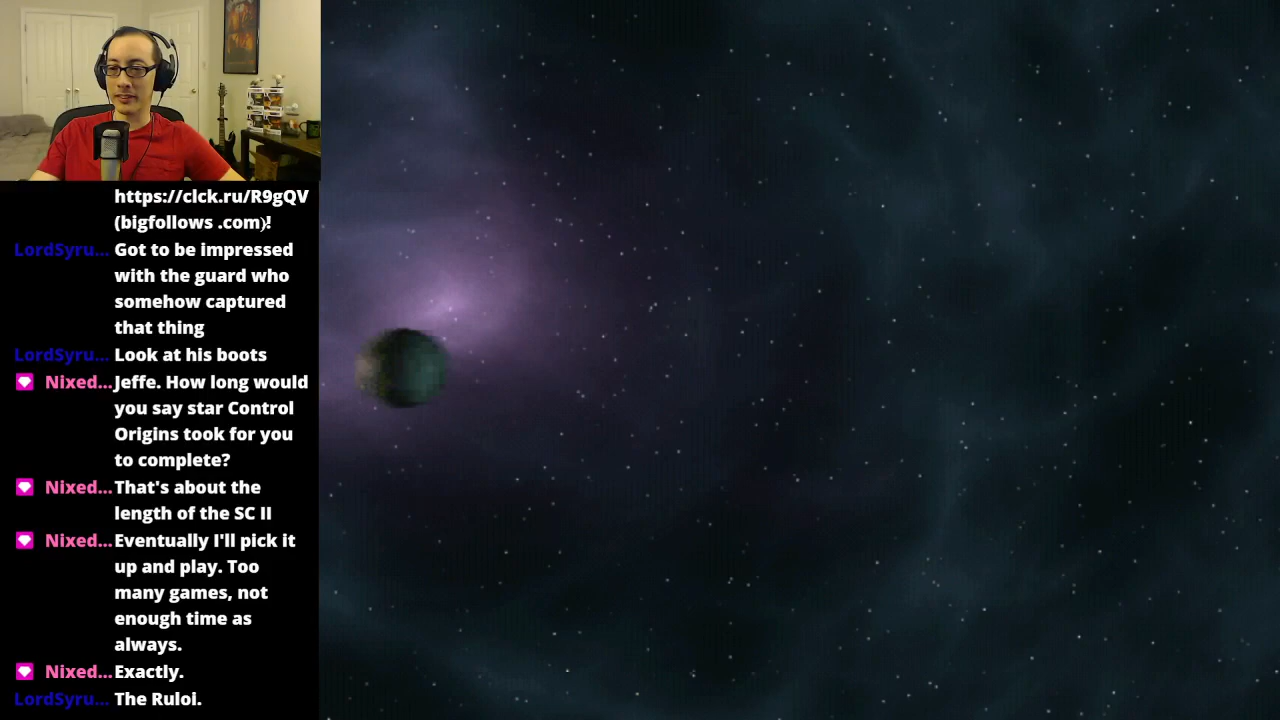 https://clck.ru/R9gQV
(bigfollows .com)!
LordSyru... Got to be impressed
with the guard who
somehow captured
that thing
LordSyru... Look at his boots
Nixed... Jeffe. How long would
you say star Control
Origins took for you
to complete?
Nixed... That's about the
length of the SC II
Nixed... Eventually I'll pick it
up and play. Too
many games, not
enough time as
always.
Nixed... Exactly.
LordSyru... The Ruloi.